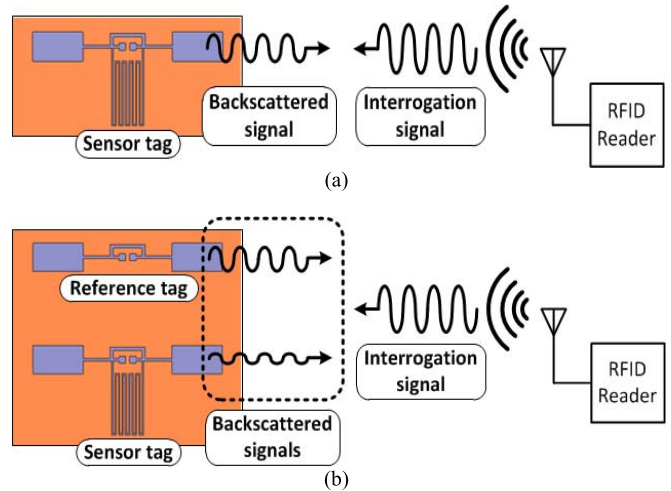 Backscattered
signal
Interrogation
signal
RFID
Reader
Sensor tag
(a)
Reference tag
Interrogation
signal
RFID
Reader
Sensor tag
Backscattered
signals
(b)